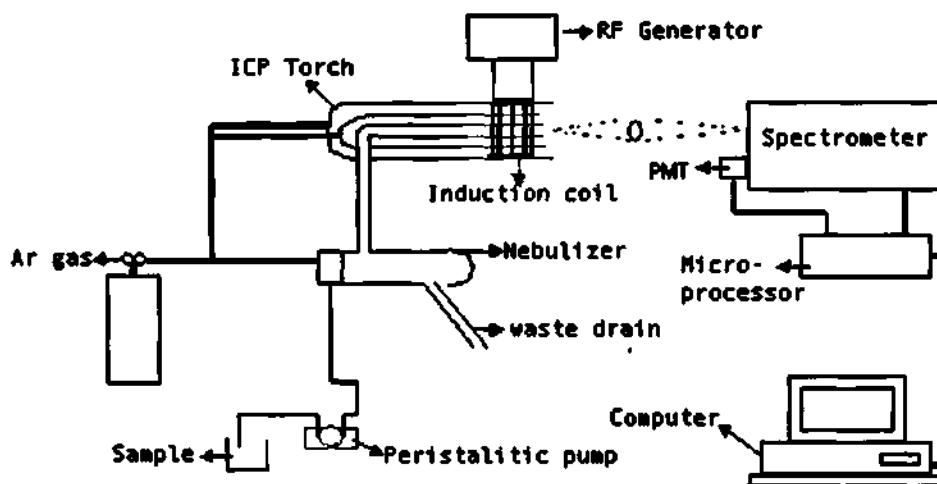 RF Generator
ICP Torch
Spectrometer
PMT
Induction coil
Ar gas
Nebulizer
Micro-
processor
waste drain
Computer
Sample
Peristalitic pump